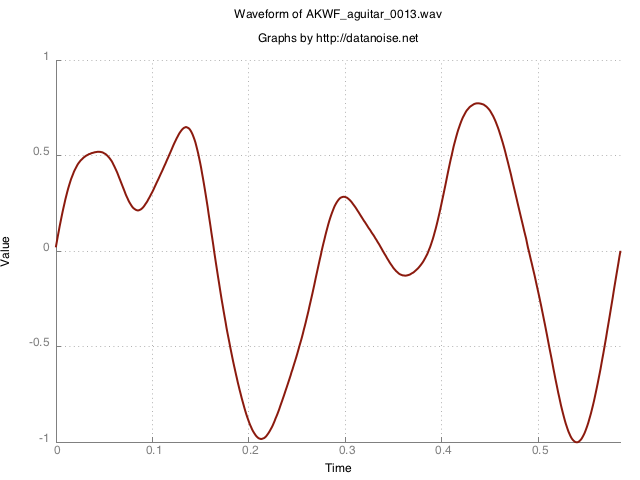 Waveform of AKWF_aguitar_0013.wav
Graphs by http://datanoise.net
1
0.5
0
-0.5
-1
Value
0 0.1 0.2 0.3 0.4 0.5
Time